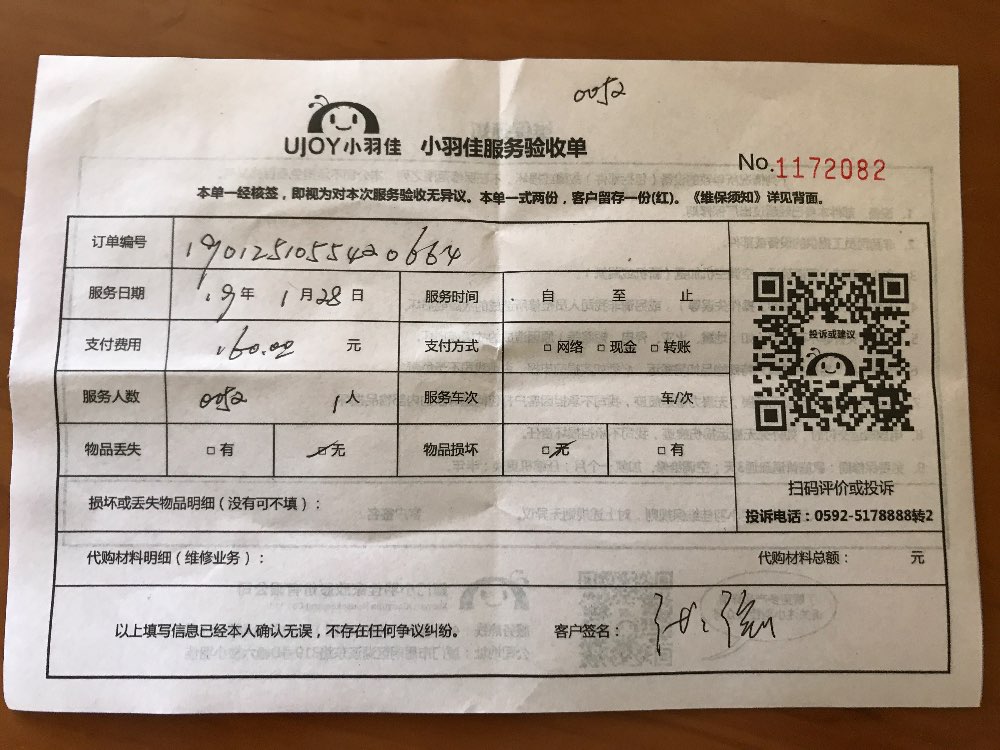 0052
UJOY小羽佳 小羽佳服务验收单
No.1172082
本单一经核签，即视为对本次服务验收无异议。本单一式两份，客户留存一份(红)。《维保须知》详见背面。
订单编号 190125105542 0664
服务日期 19年 1月28日 服务时间 自 至 止
支付费用 160.00 元 支付方式 □网络 □现金 □转账
服务人数 0052 1人 服务车次 车/次
物品丢失 □有 □无 物品损坏 □无 □有
投诉或建议
扫码评价或投诉
投诉电话：0592-5178888转2
损坏或丢失物品明细（没有可不填）：
代购材料明细（维修业务）： 代购材料总额： 元
以上填写信息已经本人确认无误，不存在任何争议纠纷。 客户签名：